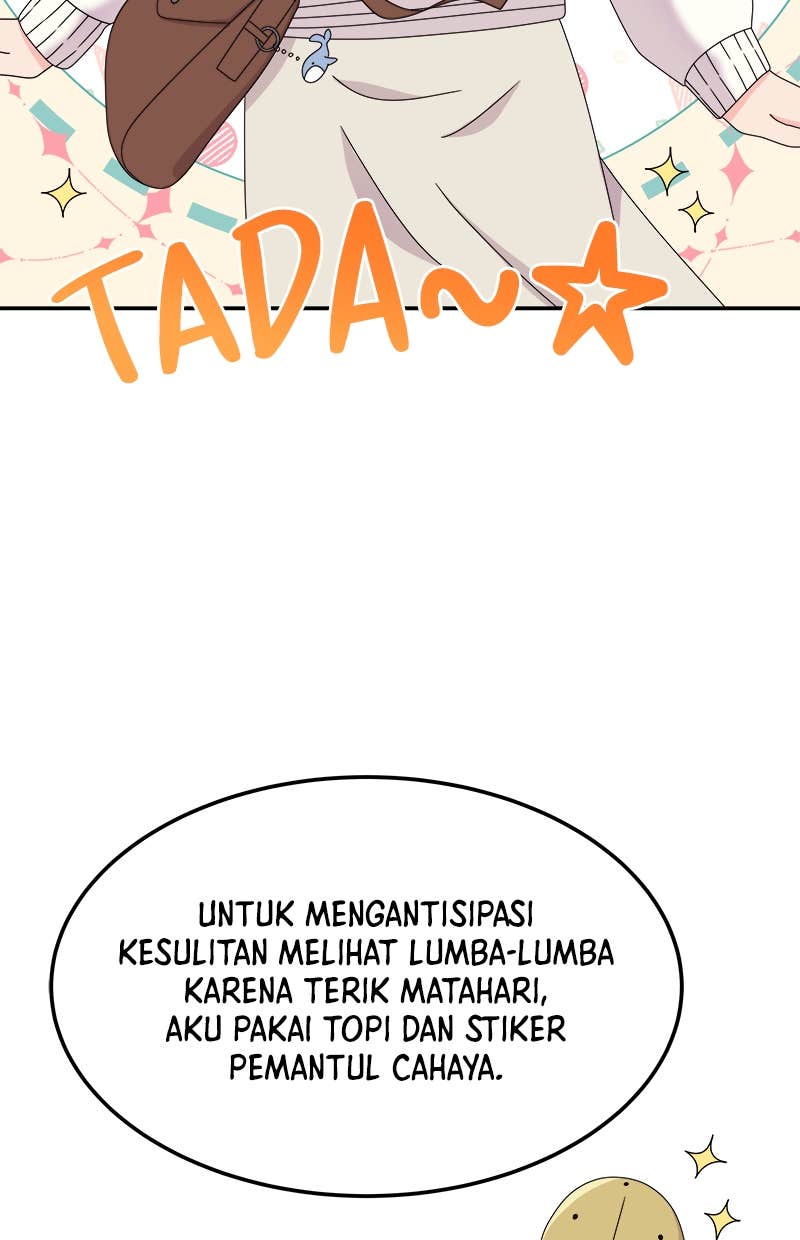 TADA~☆
UNTUK MENGANTISIPASI
KESULITAN MELIHAT LUMBA-LUMBA
KARENA TERIK MATAHARI,
AKU PAKAI TOPI DAN STIKER
PEMANTUL CAHAYA.